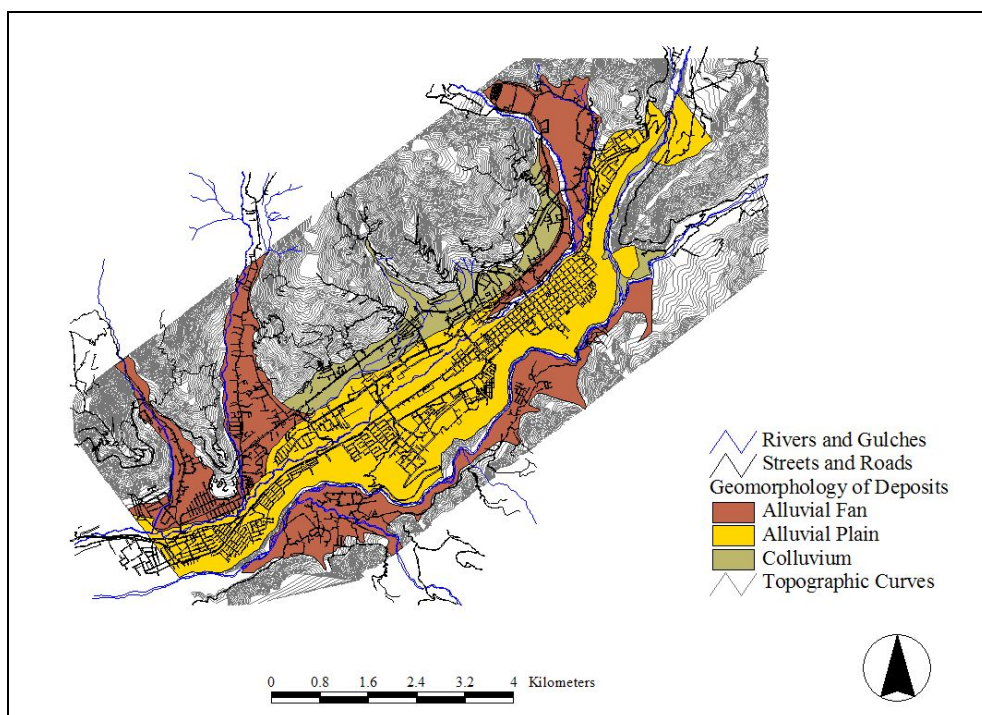 Rivers and Gulches
Streets and Roads
Geomorphology of Deposits
Alluvial Fan
Alluvial Plain
Colluvium
Topographic Curves
0 0.8 1.6 2.4 3.2 4 Kilometers